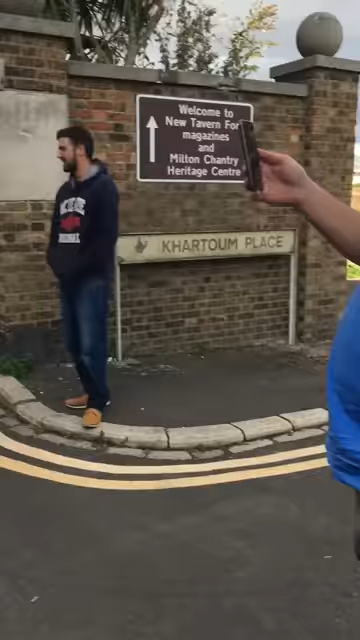 Welcome to
New Tavern For
magazines
and
Milton Chantry
Heritage Centre
KHARTOUM PLACE